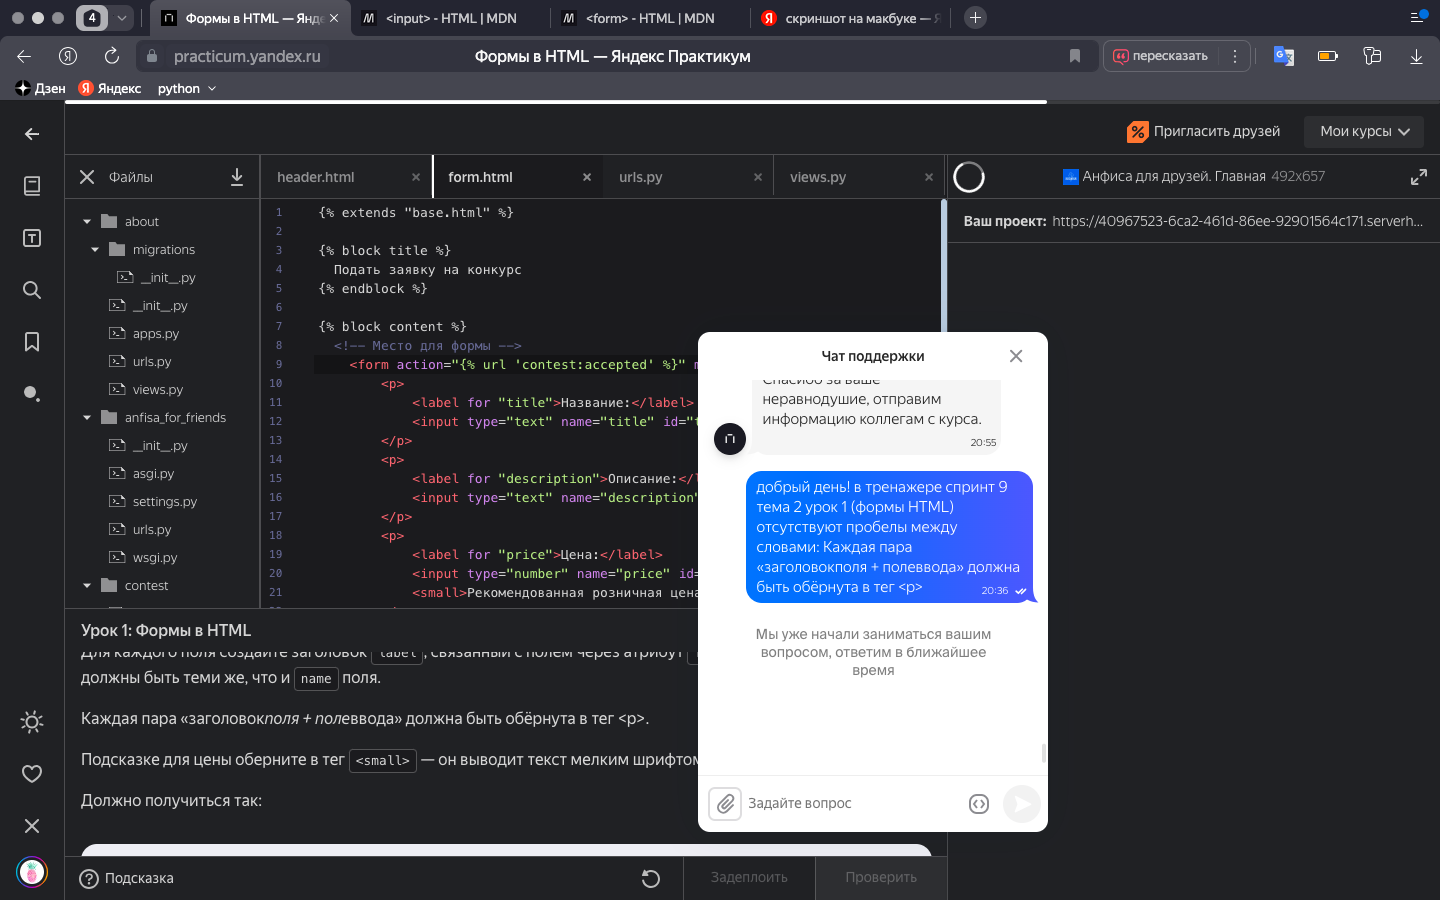 4
Формы в HTML — Янд
<input> - HTML | MDN
<form> - HTML | MDN
скриншот на макбуке — Я
practicum.yandex.ru
Формы в HTML — Яндекс Практикум
пересказать
Дзен
Яндекс
python
Пригласить друзей
Мои курсы
Файлы
header.html
form.html
urls.py
views.py
Анфиса для друзей. Главная 492x657
Ваш проект: https://40967523-6ca2-461d-86ee-92901564c171.serverh...
about
migrations
__init__.py
__init__.py
apps.py
urls.py
views.py
anfisa_for_friends
__init__.py
asgi.py
settings.py
urls.py
wsgi.py
contest
1 {% extends "base.html" %}
2
3 {% block title %}
4 Подать заявку на конкурс
5 {% endblock %}
6
7 {% block content %}
8 <!-- Место для формы -->
9 <form action="{% url 'contest:accepted' %}" m
10 <p>
11 <label for "title">Название:</label>
12 <input type="text" name="title" id="t
13 </p>
14 <p>
15 <label for "description">Описание:</l
16 <input type="text" name="description"
17 </p>
18 <p>
19 <label for "price">Цена:</label>
20 <input type="number" name="price" id=
21 <small>Рекомендованная розничная цена
Урок 1: Формы в HTML
Для каждого поля создайте заголовок label, связанный с полем через атрибут
должны быть теми же, что и name поля.
Каждая пара «заголовокполя + полеввода» должна быть обёрнута в тег <p>.
Подсказке для цены оберните в тег <small> — он выводит текст мелким шрифтом
Должно получиться так:
Подсказка
Задеплоить
Проверить
Чат поддержки
Спасибо за ваше
неравнодушие, отправим
информацию коллегам с курса.
20:55
добрый день! в тренажере спринт 9
тема 2 урок 1 (формы HTML)
отсутствуют пробелы между
словами: Каждая пара
«заголовокполя + полеввода» должна
быть обёрнута в тег <p>
20:36
Мы уже начали заниматься вашим
вопросом, ответим в ближайшее
время
Задайте вопрос